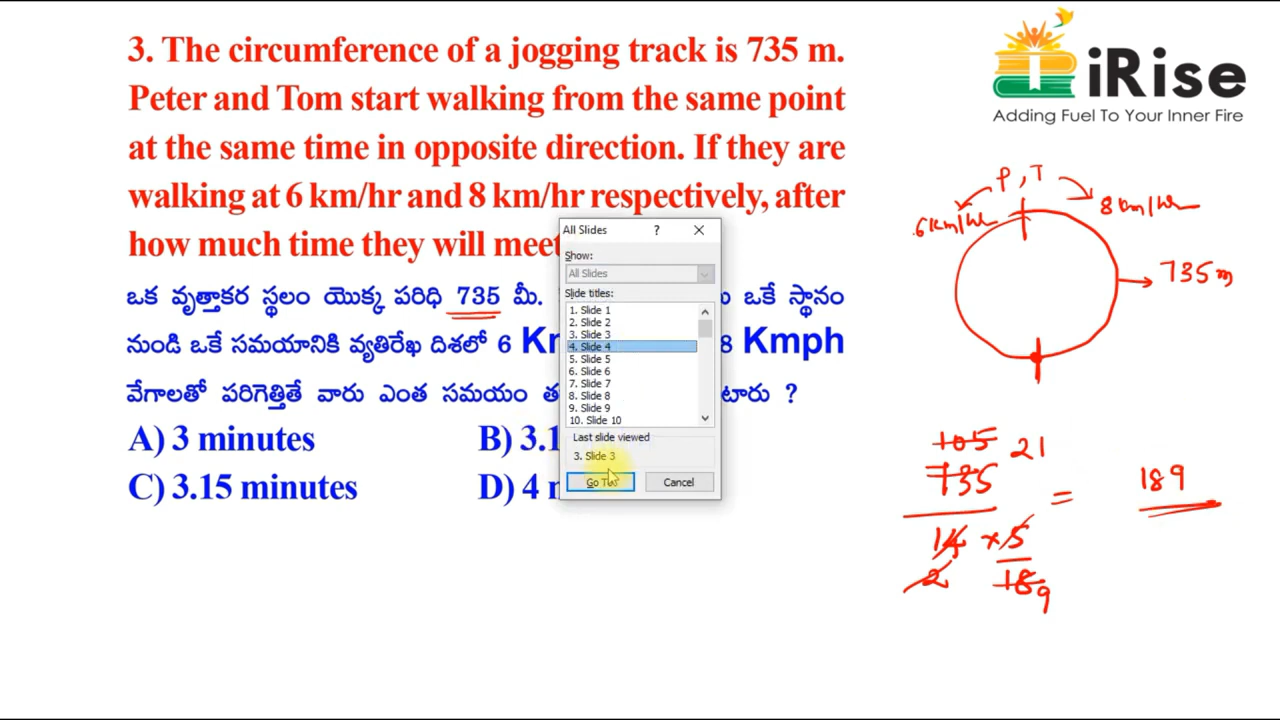 3. The circumference of a jogging track is 735 m.
Peter and Tom start walking from the same point
at the same time in opposite direction. If they are
walking at 6 km/hr and 8 km/hr respectively, after
how much time they will meet
ఒక వృత్తాకర స్థలం యొక్క పరిధి 735 మీ. ఒకే స్థానం
నుండి ఒకే సమయానికి వ్యతిరేఖ దిశలో 6 8 Kmph
వేగాలతో పరిగెత్తితే వారు ఎంత సమయం ?
A) 3 minutes B) 3.1
C) 3.15 minutes D) 4
iRise
Adding Fuel To Your Inner Fire
All Slides
? ✕
Show:
All Slides
Slide titles:
1. Slide 1
2. Slide 2
3. Slide 3
4. Slide 4
5. Slide 5
6. Slide 6
7. Slide 7
8. Slide 8
9. Slide 9
10. Slide 10
Last slide viewed
3. Slide 3
Go To Cancel
P, T
6km/hr 8km/hr
735m
105 21
735 = 189
14 × 5
2 18 9